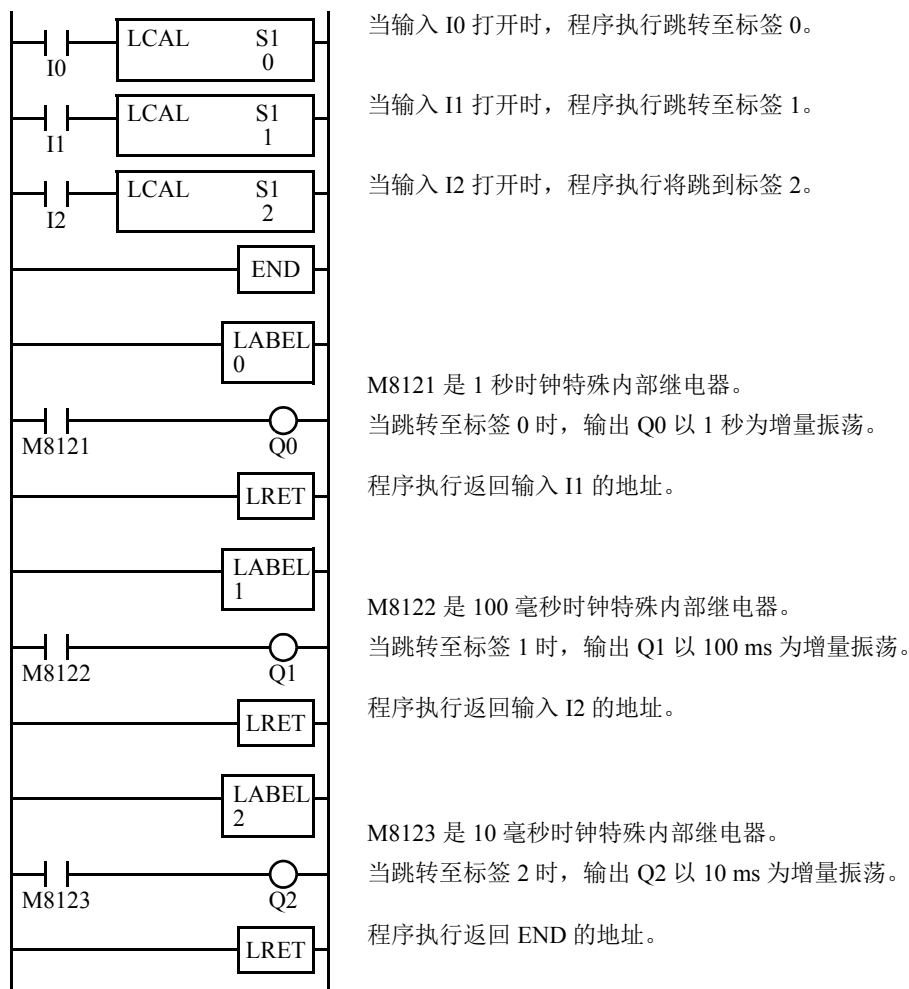 LCAL S1
0
I0
当输入 I0 打开时，程序执行跳转至标签 0。
LCAL S1
1
I1
当输入 I1 打开时，程序执行跳转至标签 1。
LCAL S1
2
I2
当输入 I2 打开时，程序执行将跳到标签 2。
END
LABEL
0
M8121 是 1 秒时钟特殊内部继电器。
当跳转至标签 0 时，输出 Q0 以 1 秒为增量振荡。
M8121 Q0
LRET
程序执行返回输入 I1 的地址。
LABEL
1
M8122 是 100 毫秒时钟特殊内部继电器。
当跳转至标签 1 时，输出 Q1 以 100 ms 为增量振荡。
M8122 Q1
LRET
程序执行返回输入 I2 的地址。
LABEL
2
M8123 是 10 毫秒时钟特殊内部继电器。
当跳转至标签 2 时，输出 Q2 以 10 ms 为增量振荡。
M8123 Q2
LRET
程序执行返回 END 的地址。